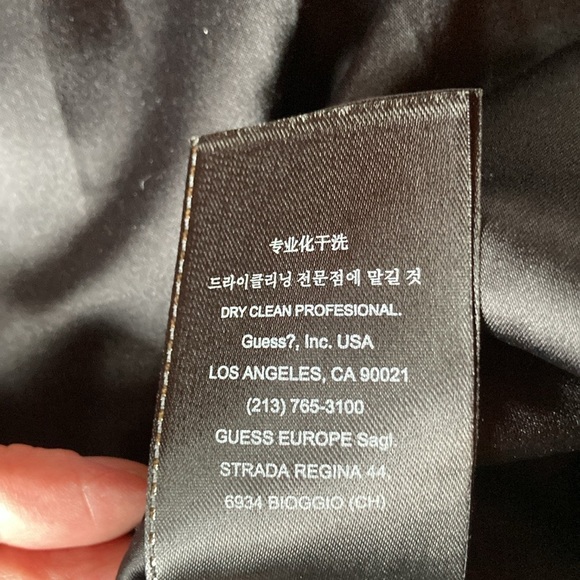 专业化干洗
드라이클리닝 전문점에 맡길 것
DRY CLEAN PROFESIONAL.
Guess?, Inc. USA
LOS ANGELES, CA 90021
(213) 765-3100
GUESS EUROPE Sagl.
STRADA REGINA 44,
6934 BIOGGIO (CH)